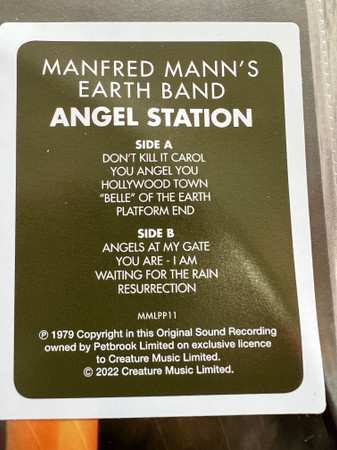 MANFRED MANN'S
EARTH BAND
ANGEL STATION
SIDE A
DON'T KILL IT CAROL
YOU ANGEL YOU
HOLLYWOOD TOWN
"BELLE" OF THE EARTH
PLATFORM END
SIDE B
ANGELS AT MY GATE
YOU ARE - I AM
WAITING FOR THE RAIN
RESURRECTION
MMLPP11
℗ 1979 Copyright in this Original Sound Recording
owned by Petbrook Limited on exclusive licence
to Creature Music Limited.
© 2022 Creature Music Limited.